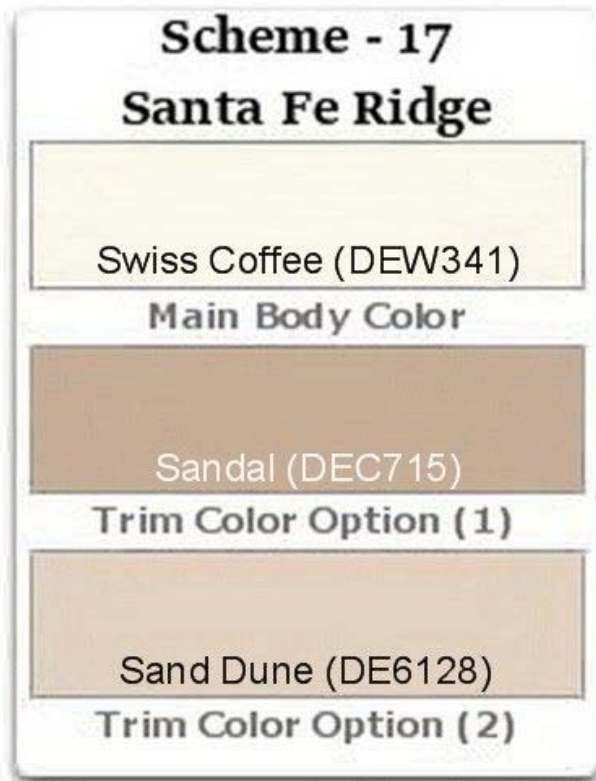 Scheme - 17
Santa Fe Ridge
Swiss Coffee (DEW341)
Main Body Color
Sandal (DEC715)
Trim Color Option (1)
Sand Dune (DE6128)
Trim Color Option (2)